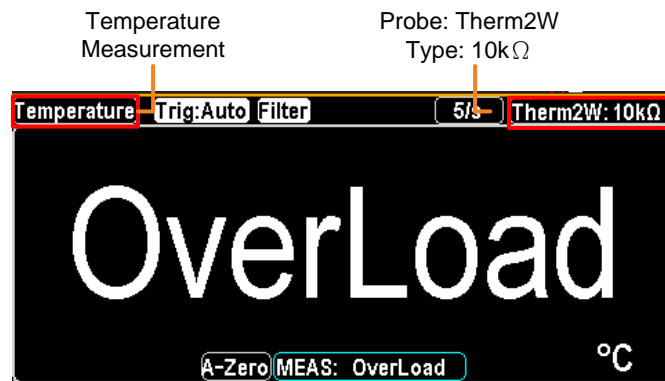 Temperature
Measurement
Probe: Therm2W
Type: 10kΩ
Temperature Trig:Auto Filter 5/s Therm2W: 10kΩ
OverLoad
°C
A-Zero MEAS: OverLoad